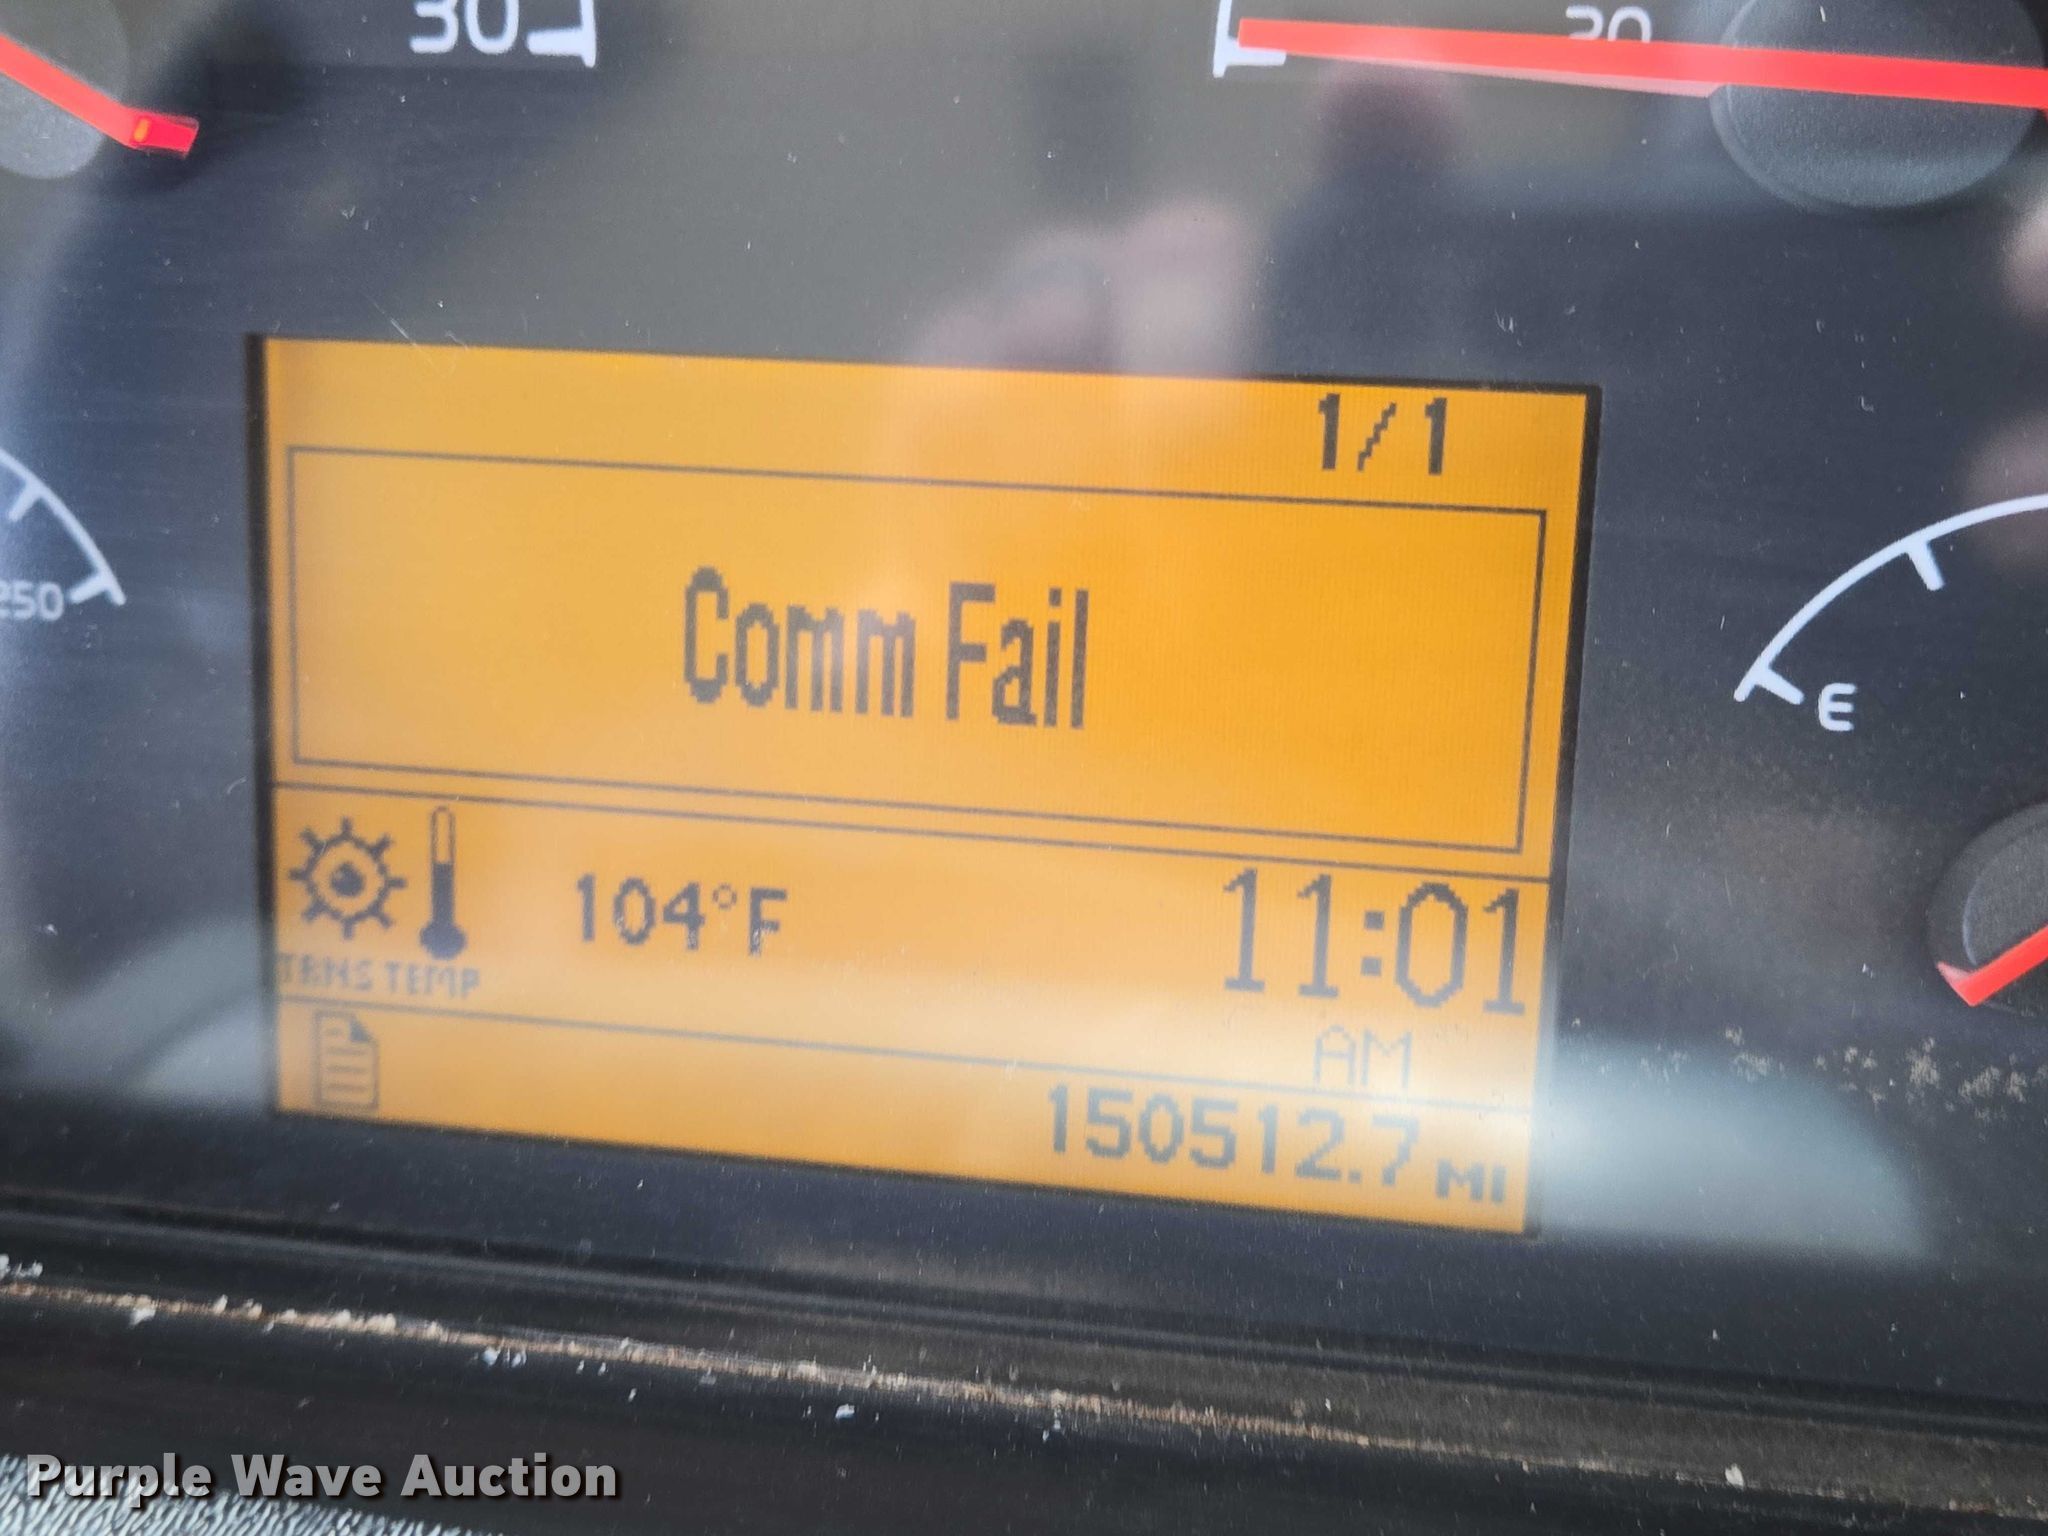 30
30
1/1
Comm Fail
250
E
104°F
11:01
TRNS TEMP
AM
150512.7 MI
Purple Wave Auction